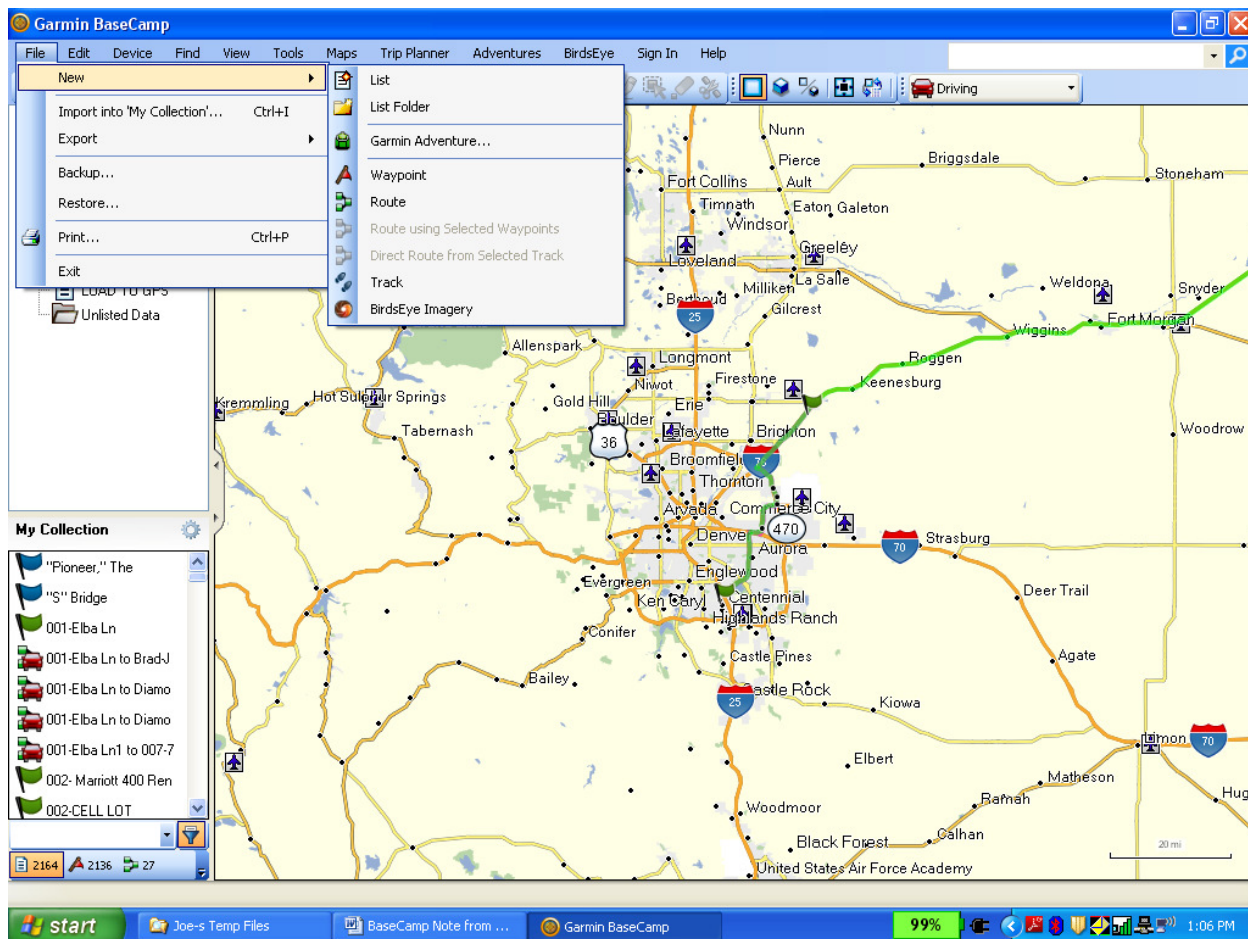 Garmin BaseCamp
File Edit Device Find View Tools Maps Trip Planner Adventures BirdsEye Sign In Help
New
Import into 'My Collection'... Ctrl+I
Export
Backup...
Restore...
Print... Ctrl+P
Exit
List
List Folder
Garmin Adventure...
Waypoint
Route
Route using Selected Waypoints
Direct Route from Selected Track
Track
BirdsEye Imagery
Driving
LOAD TO GPS
Unlisted Data
My Collection
"Pioneer," The
"S" Bridge
001-Elba Ln
001-Elba Ln to Brad-J
001-Elba Ln to Diamo
001-Elba Ln to Diamo
001-Elba Ln1 to 007-7
002- Marriott 400 Ren
002-CELL LOT
2164 2136 27
Nunn
Pierce
Briggsdale
Stoneham
Fort Collins
Ault
Timnath
Eaton
Galeton
Windsor
Greeley
Loveland
La Salle
Milliken
Weldona
Snyder
Berthoud
Gilcrest
25
Fort Morgan
Wiggins
Allenspark
Longmont
Roggen
Niwot
Firestone
Keenesburg
Kremmling
Hot Sulphur Springs
Gold Hill
Erie
Boulder
Tabernash
36
Lafayette
Brighton
Woodrow
Broomfield
76
Thornton
Arvada
Commerce City
Denver
470
Aurora
70
Strasburg
Englewood
Evergreen
Ken Caryl
Centennial
Deer Trail
Highlands Ranch
Conifer
Castle Pines
Agate
Bailey
Castle Rock
25
Kiowa
Limon
70
Elbert
Matheson
Ramah
Hug
Woodmoor
Black Forest
Calhan
20 mi
United States Air Force Academy
start
Joe-s Temp Files
BaseCamp Note from ...
Garmin BaseCamp
99%
1:06 PM